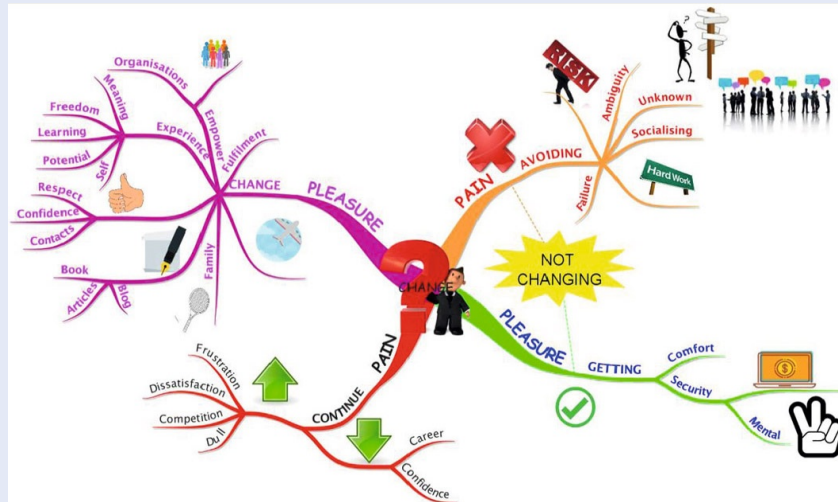 Organisations
Empower
Meaning
Freedom
Learning
Potential
Self
Experience
Fulfilment
CHANGE
PLEASURE
Respect
Confidence
Contacts
Book
Articles
Blog
Family
CHANGE
PAIN
AVOIDING
RISK
Ambiguity
Unknown
Socialising
Hard Work
Failure
?
NOT
CHANGING
PLEASURE
GETTING
Comfort
Security
$
Mental
PAIN
CONTINUE
Frustration
Dissatisfaction
Competition
Dull
Career
Confidence